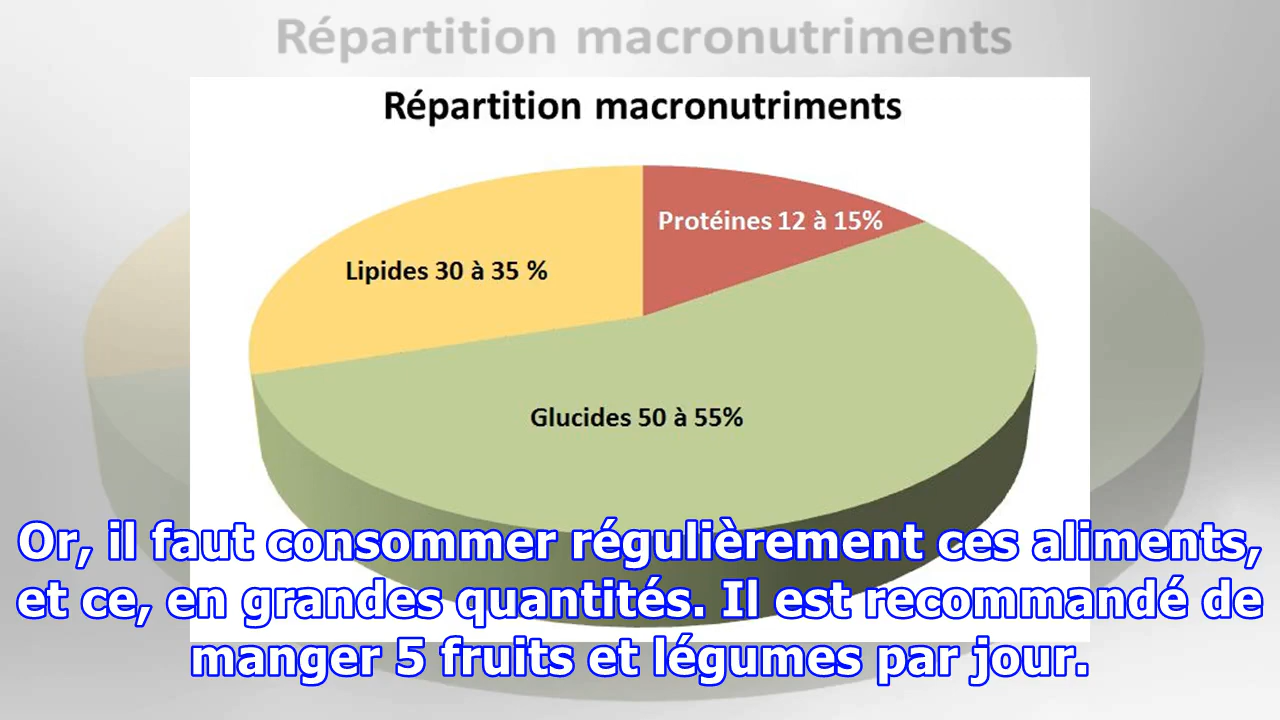 Répartition macronutriments
Répartition macronutriments
Protéines 12 à 15%
Lipides 30 à 35 %
Glucides 50 à 55%
Or, il faut consommer régulièrement ces aliments,
et ce, en grandes quantités. Il est recommandé de
manger 5 fruits et légumes par jour.